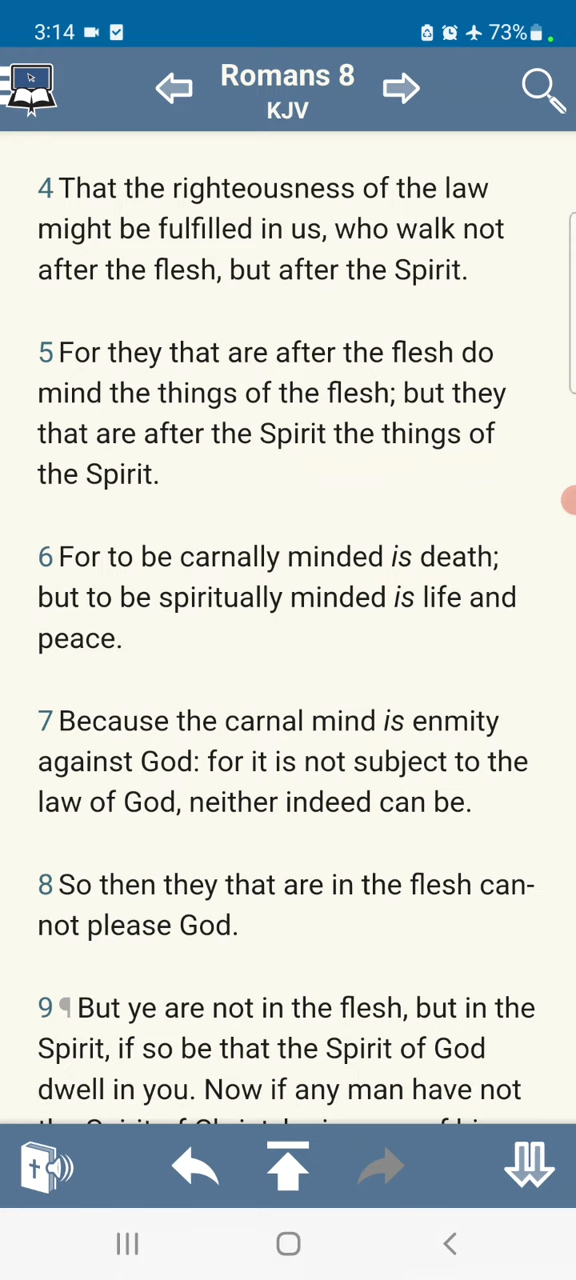 3:14
73%
Romans 8
KJV
4 That the righteousness of the law
might be fulfilled in us, who walk not
after the flesh, but after the Spirit.
5 For they that are after the flesh do
mind the things of the flesh; but they
that are after the Spirit the things of
the Spirit.
6 For to be carnally minded is death;
but to be spiritually minded is life and
peace.
7 Because the carnal mind is enmity
against God: for it is not subject to the
law of God, neither indeed can be.
8 So then they that are in the flesh can-
not please God.
9 ¶ But ye are not in the flesh, but in the
Spirit, if so be that the Spirit of God
dwell in you. Now if any man have not